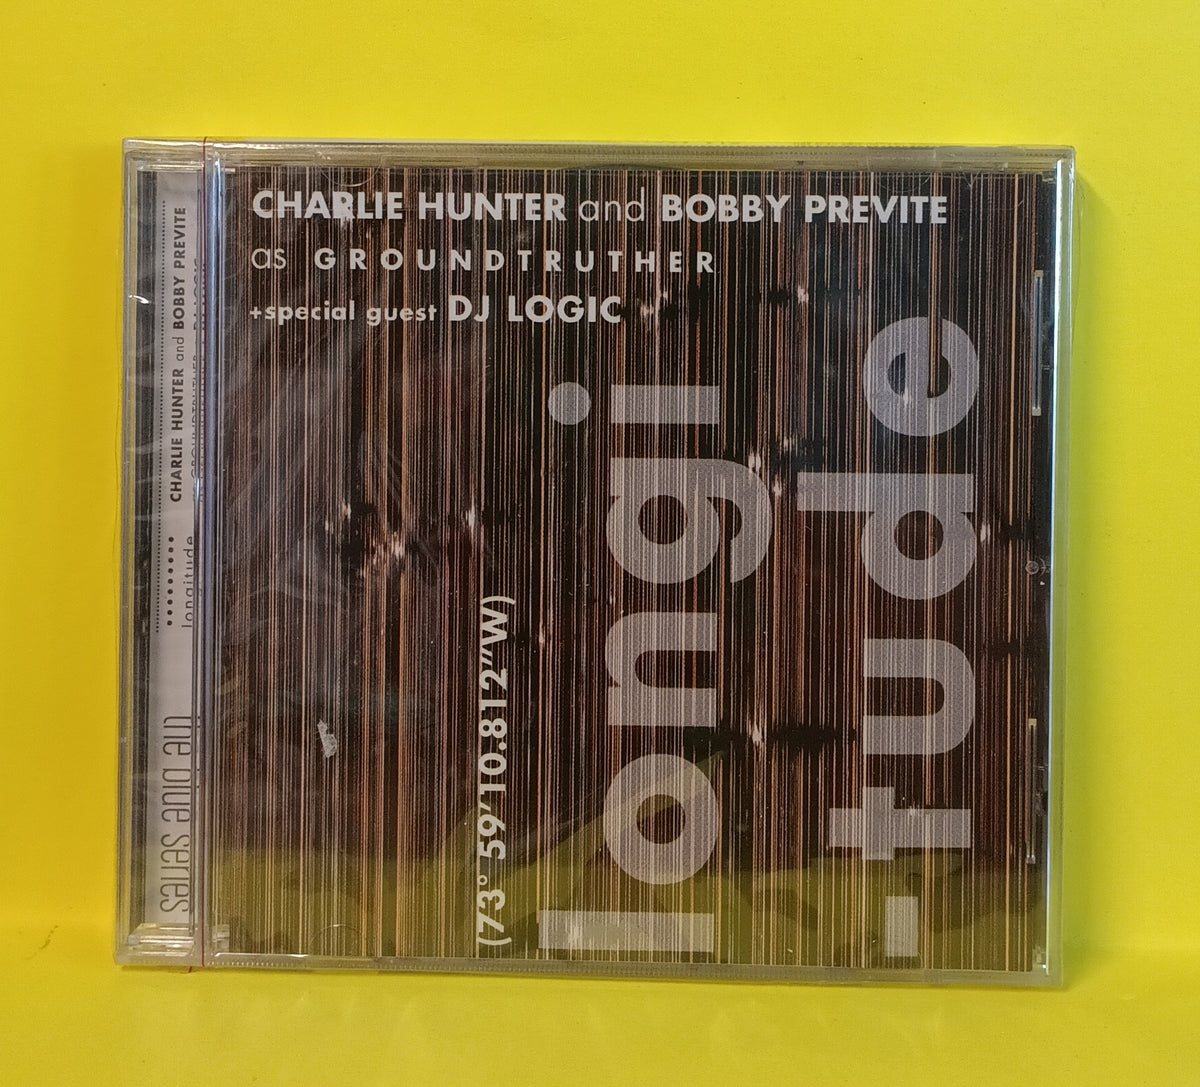 CHARLIE HUNTER and BOBBY PREVITE
as GROUNDTRUTHER
+special guest DJ LOGIC
longi
-tude
(73° 59'10.812"W)
CHARLIE HUNTER and BOBBY PREVITE
longitude
the blue series